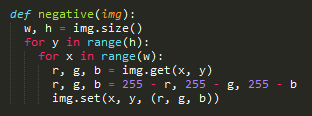 def negative(img):
  w, h = img.size()
  for y in range(h):
    for x in range(w):
      r, g, b = img.get(x, y)
      r, g, b = 255 - r, 255 - g, 255 - b
      img.set(x, y, (r, g, b))